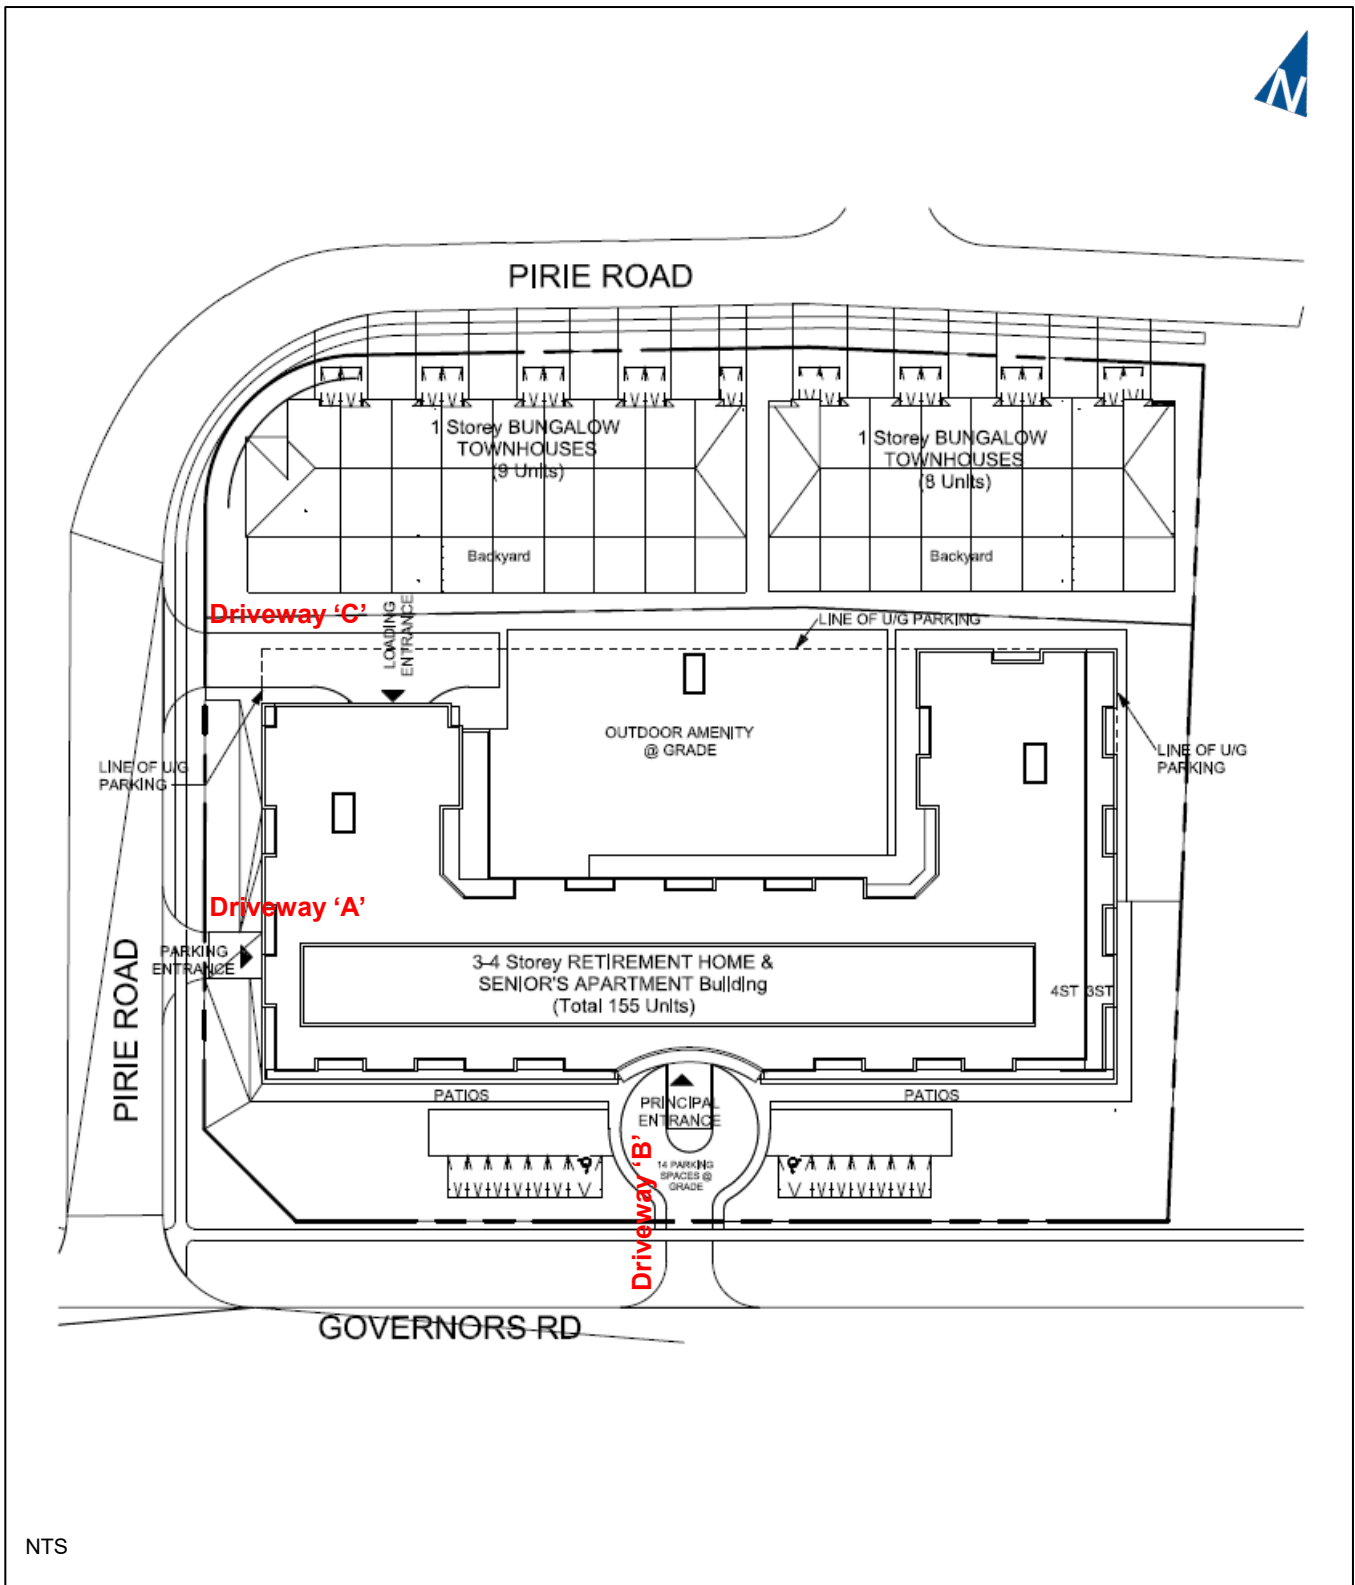 N
PIRIE ROAD
1 Storey BUNGALOW
TOWNHOUSES
(9 Units)
1 Storey BUNGALOW
TOWNHOUSES
(8 Units)
Backyard
Backyard
Driveway ‘C’
LOADING
ENTRANCE
LINE OF U/G PARKING
OUTDOOR AMENITY
@ GRADE
LINE OF U/G
PARKING
LINE OF U/G
PARKING
Driveway ‘A’
PARKING
ENTRANCE
PIRIE ROAD
3-4 Storey RETIREMENT HOME &
SENIOR'S APARTMENT Building
(Total 155 Units)
4ST 3ST
PATIOS
PATIOS
PRINCIPAL
ENTRANCE
14 PARKING
SPACES @
GRADE
Driveway ‘B’
GOVERNORS RD
NTS